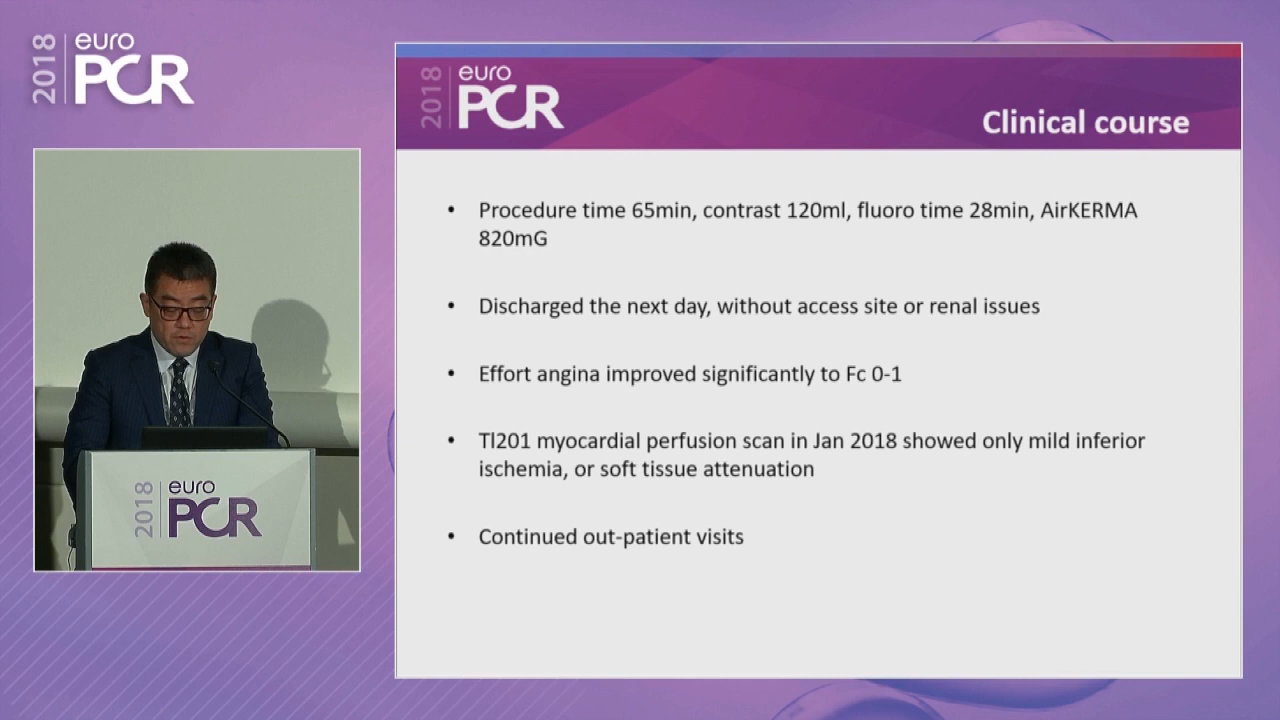 2018 euro PCR
2018 euro PCR
Clinical course
• Procedure time 65min, contrast 120ml, fluoro time 28min, AirKERMA
820mG
• Discharged the next day, without access site or renal issues
• Effort angina improved significantly to Fc 0-1
• Tl201 myocardial perfusion scan in Jan 2018 showed only mild inferior
ischemia, or soft tissue attenuation
• Continued out-patient visits
2018 euro PCR